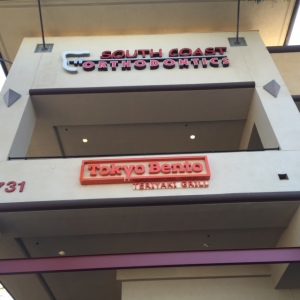 SOUTH COAST
ORTHODONTICS
Tokyo Bento
TERIYAKI GRILL
731